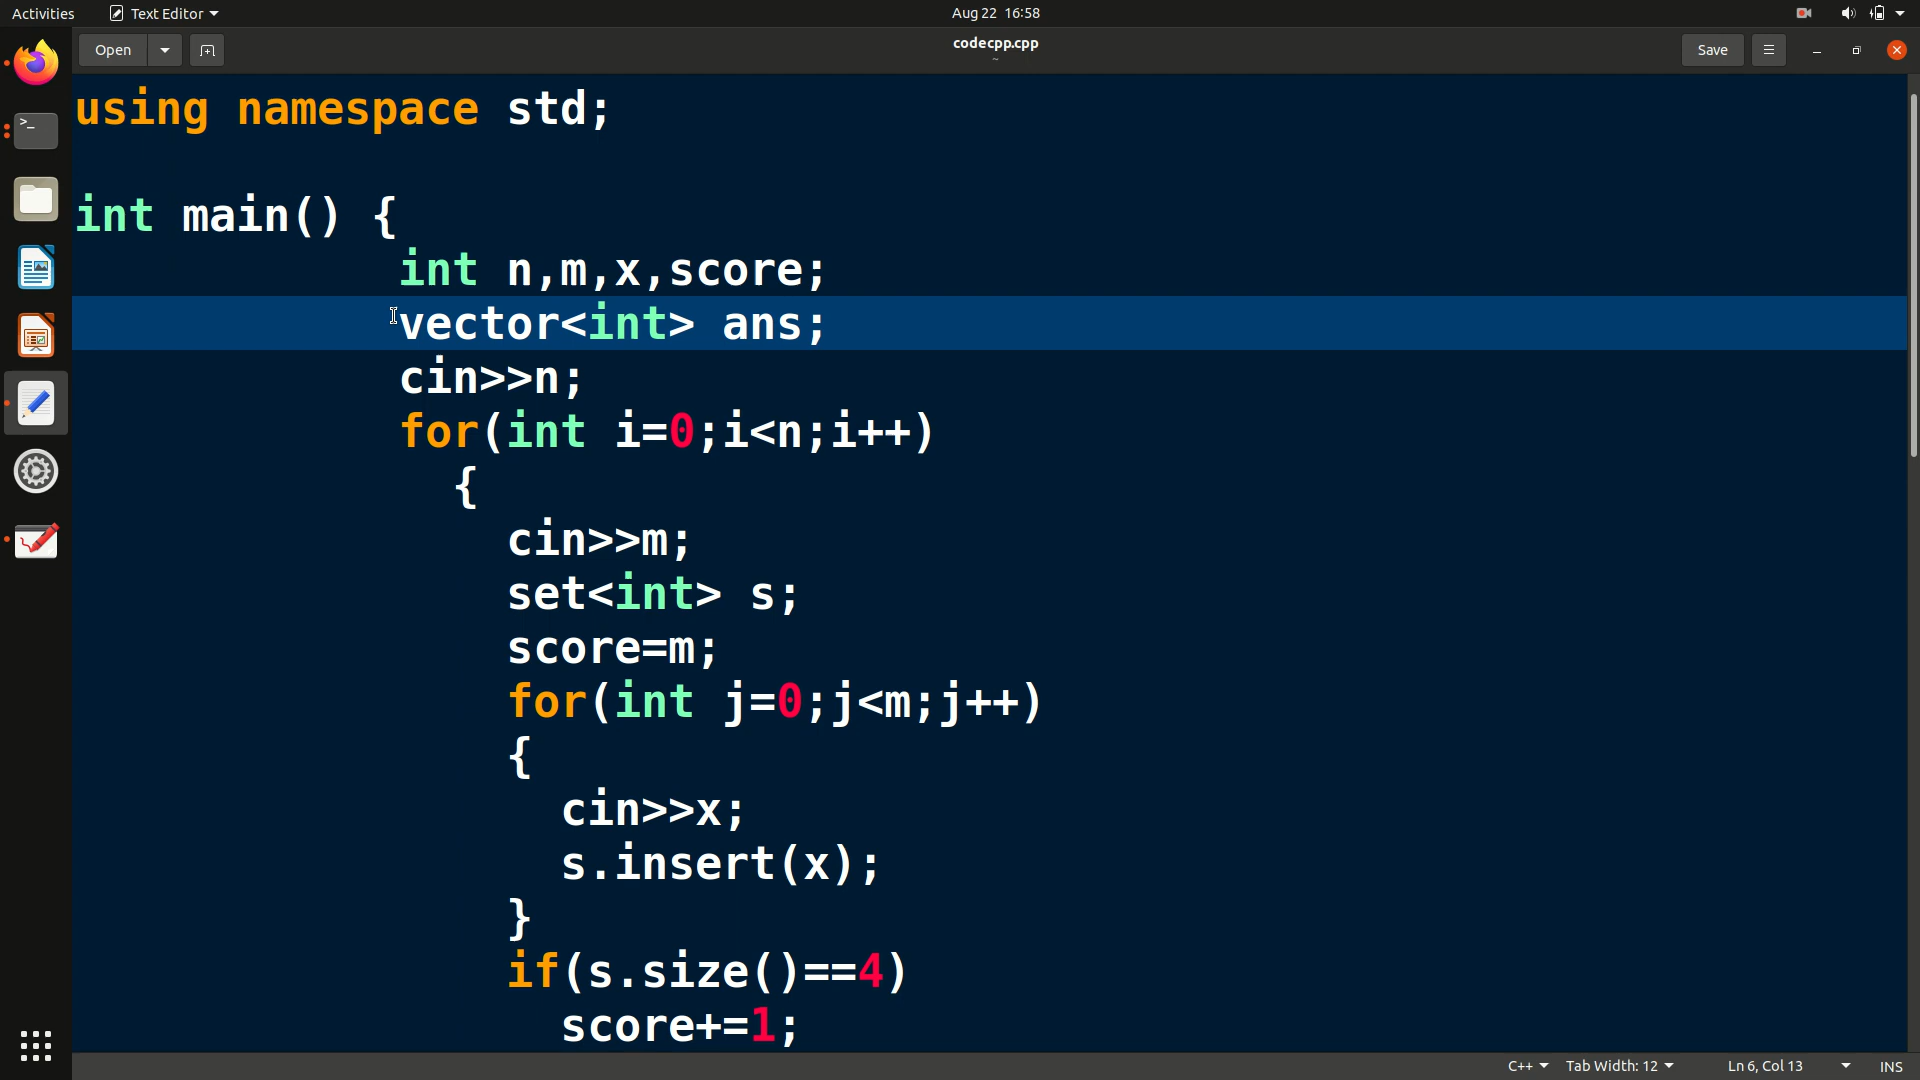 Activities Text Editor Aug 22 16:58
Open codecpp.cpp Save
~
using namespace std;
int main() {
int n,m,x,score;
vector<int> ans;
cin>>n;
for(int i=0;i<n;i++)
{
cin>>m;
set<int> s;
score=m;
for(int j=0;j<m;j++)
{
cin>>x;
s.insert(x);
}
if(s.size()==4)
score+=1;
C++ Tab Width: 12 Ln 6, Col 13 INS